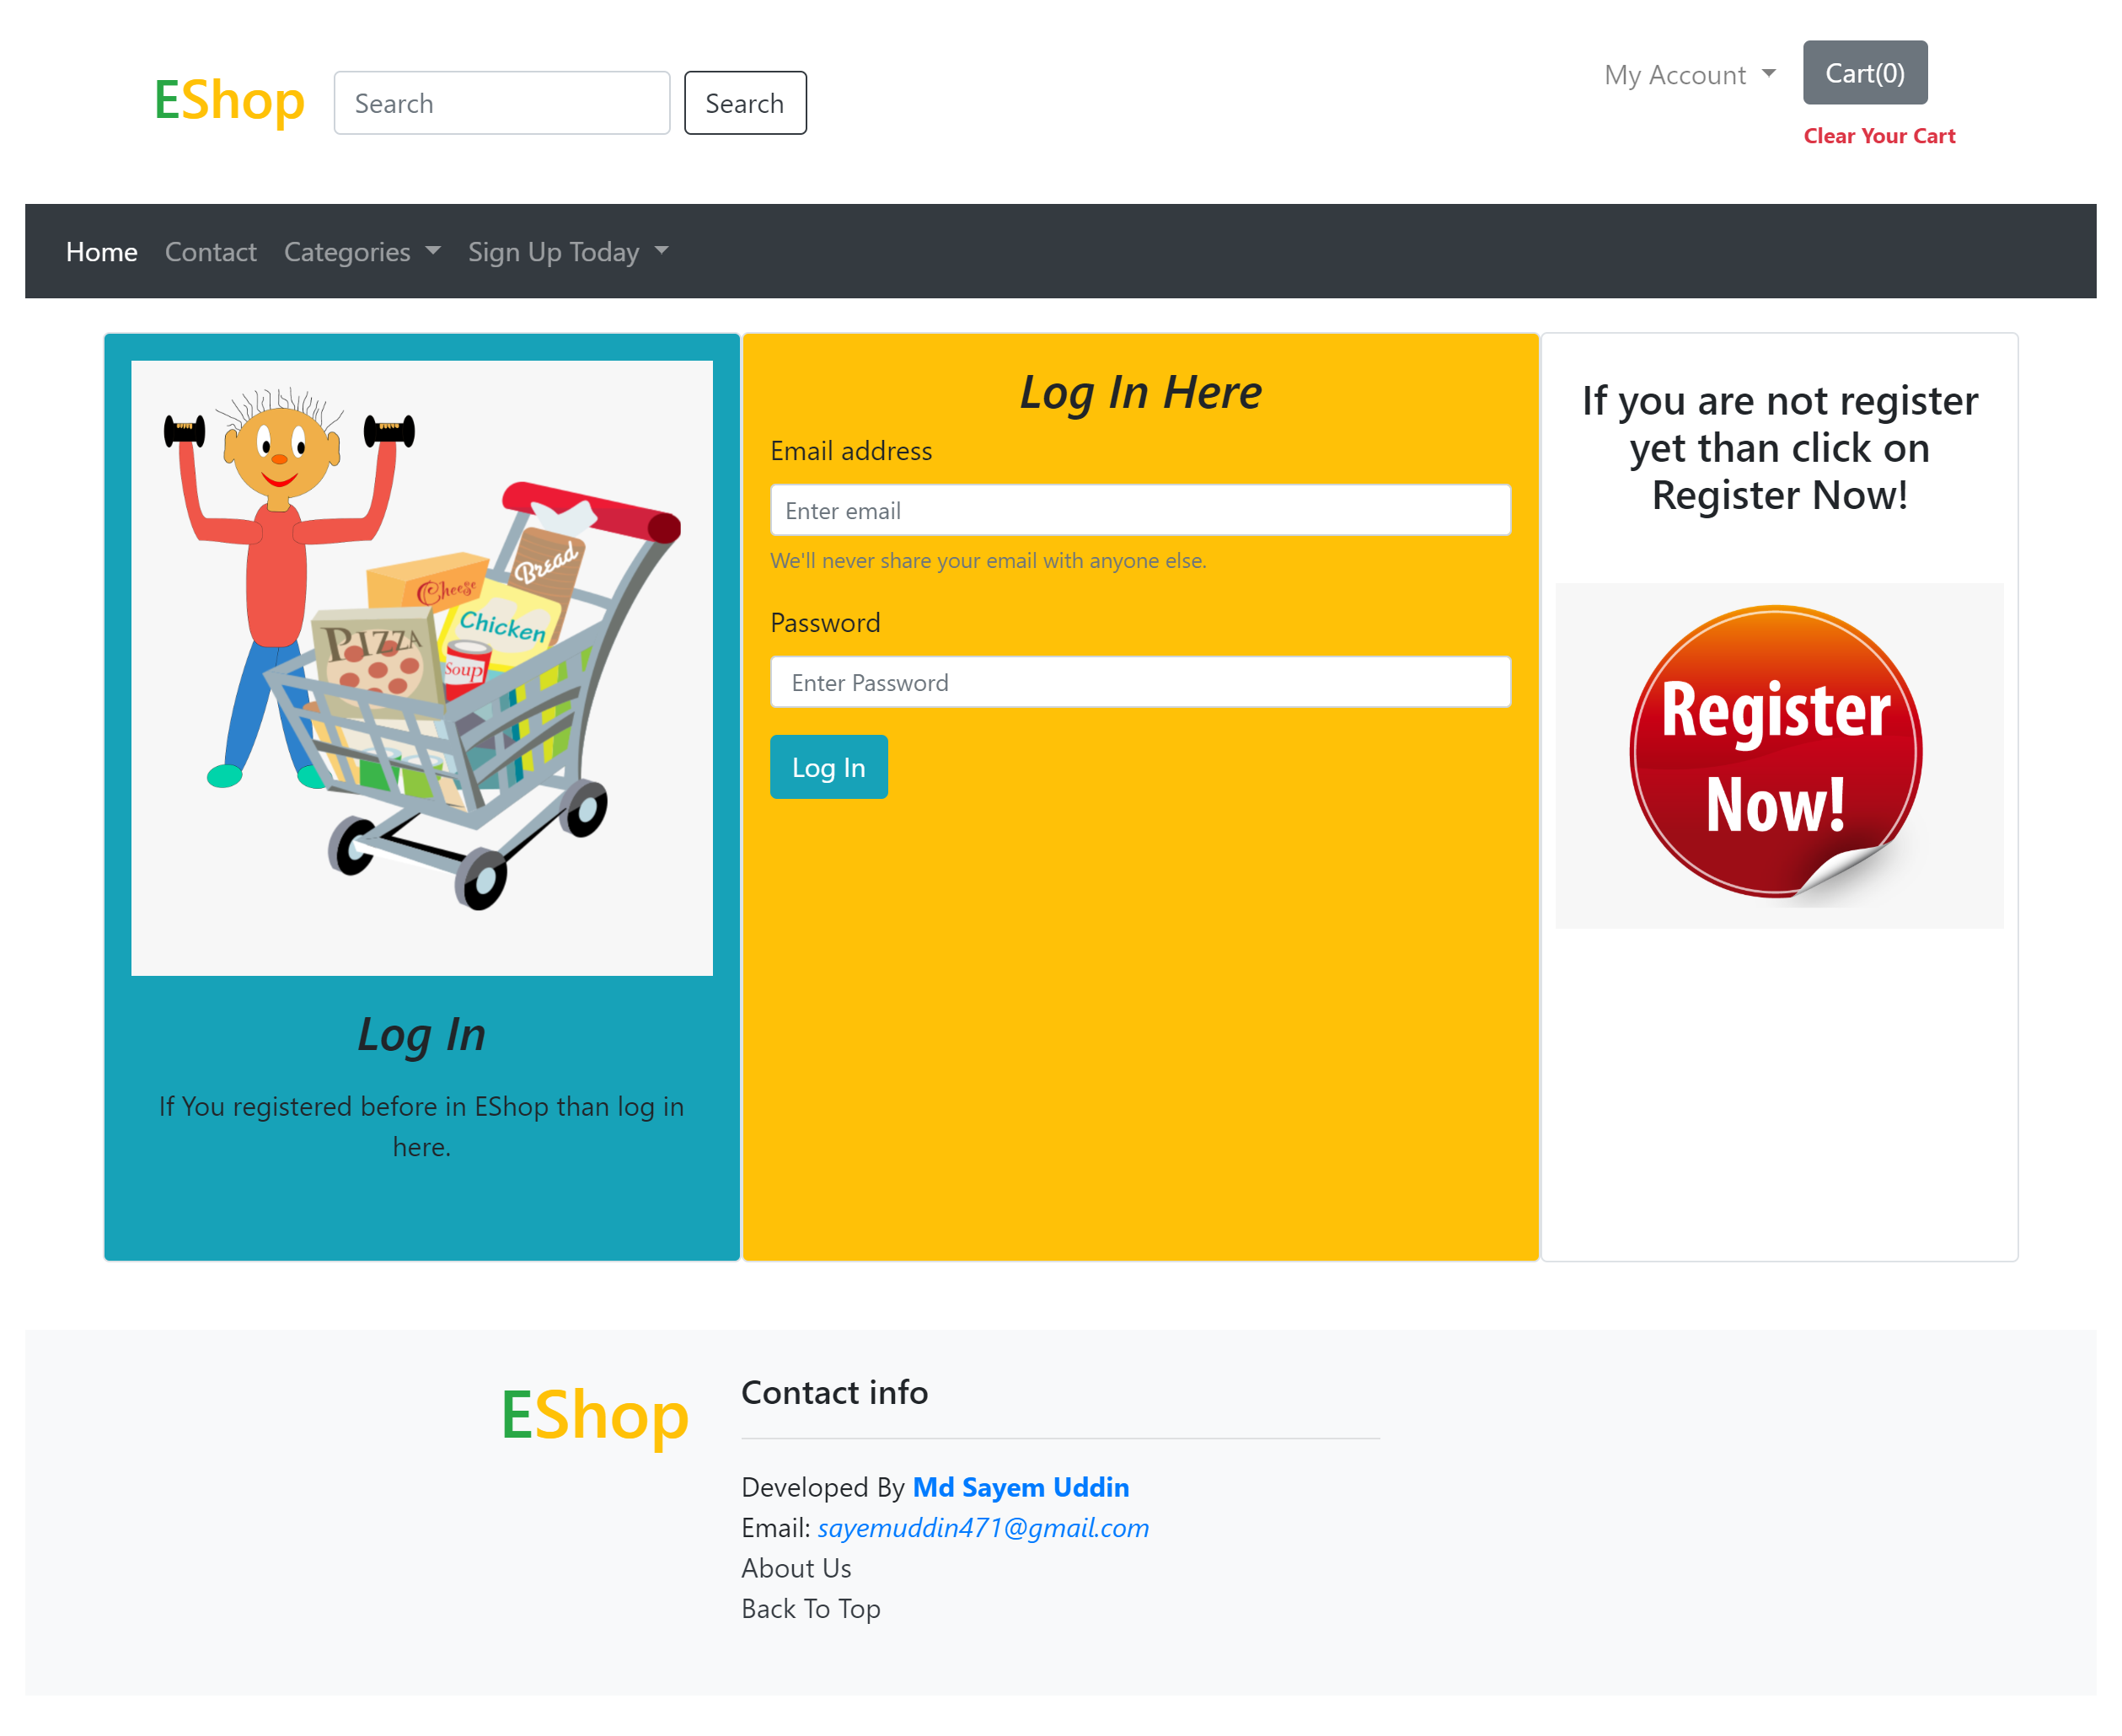 EShop
Search
Search
My Account
Cart(0)
Clear Your Cart
Home
Contact
Categories
Sign Up Today
Bread
Cheese
Chicken
PIZZA
Soup
Log In
If You registered before in EShop than log in
here.
Log In Here
Email address
Enter email
We'll never share your email with anyone else.
Password
Enter Password
Log In
If you are not register
yet than click on
Register Now!
Register
Now!
EShop
Contact info
Developed By Md Sayem Uddin
Email: sayemuddin471@gmail.com
About Us
Back To Top